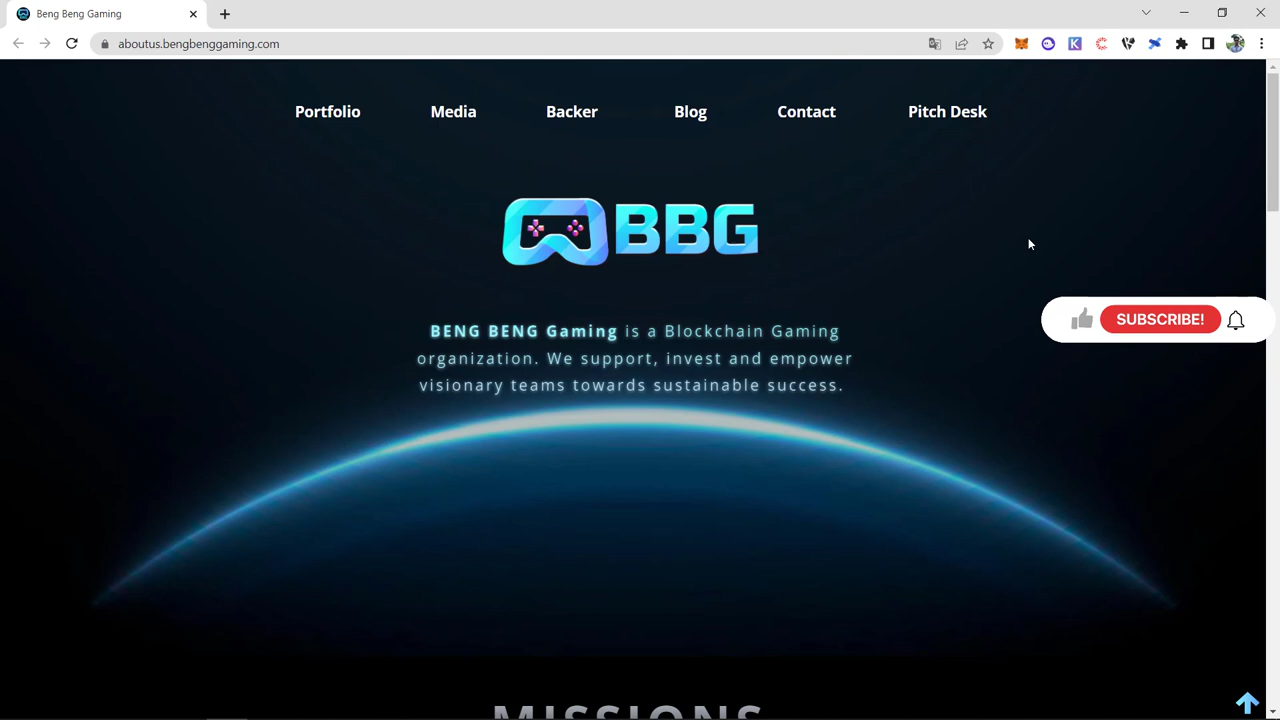 Beng Beng Gaming
aboutus.bengbenggaming.com
Portfolio
Media
Backer
Blog
Contact
Pitch Desk
BBG
BENG BENG Gaming is a Blockchain Gaming
organization. We support, invest and empower
visionary teams towards sustainable success.
SUBSCRIBE!
MISSIONS